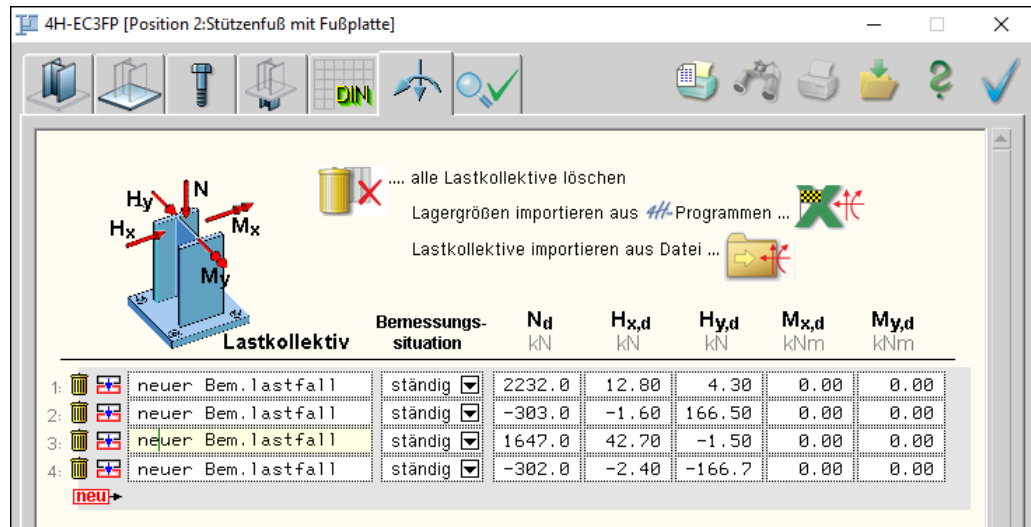 4H-EC3FP [Position 2:Stützenfuß mit Fußplatte]
DIN
.... alle Lastkollektive löschen
Lagergrößen importieren aus 4H-Programmen ...
Lastkollektive importieren aus Datei ...
Hy N
Hx Mx
My
Lastkollektiv Bemessungs-situation Nd kN Hx,d kN Hy,d kN Mx,d kNm My,d kNm
1: neuer Bem.lastfall ständig 2232.0 12.80 4.30 0.00 0.00
2: neuer Bem.lastfall ständig -303.0 -1.60 166.50 0.00 0.00
3: neuer Bem.lastfall ständig 1647.0 42.70 -1.50 0.00 0.00
4: neuer Bem.lastfall ständig -302.0 -2.40 -166.7 0.00 0.00
neu